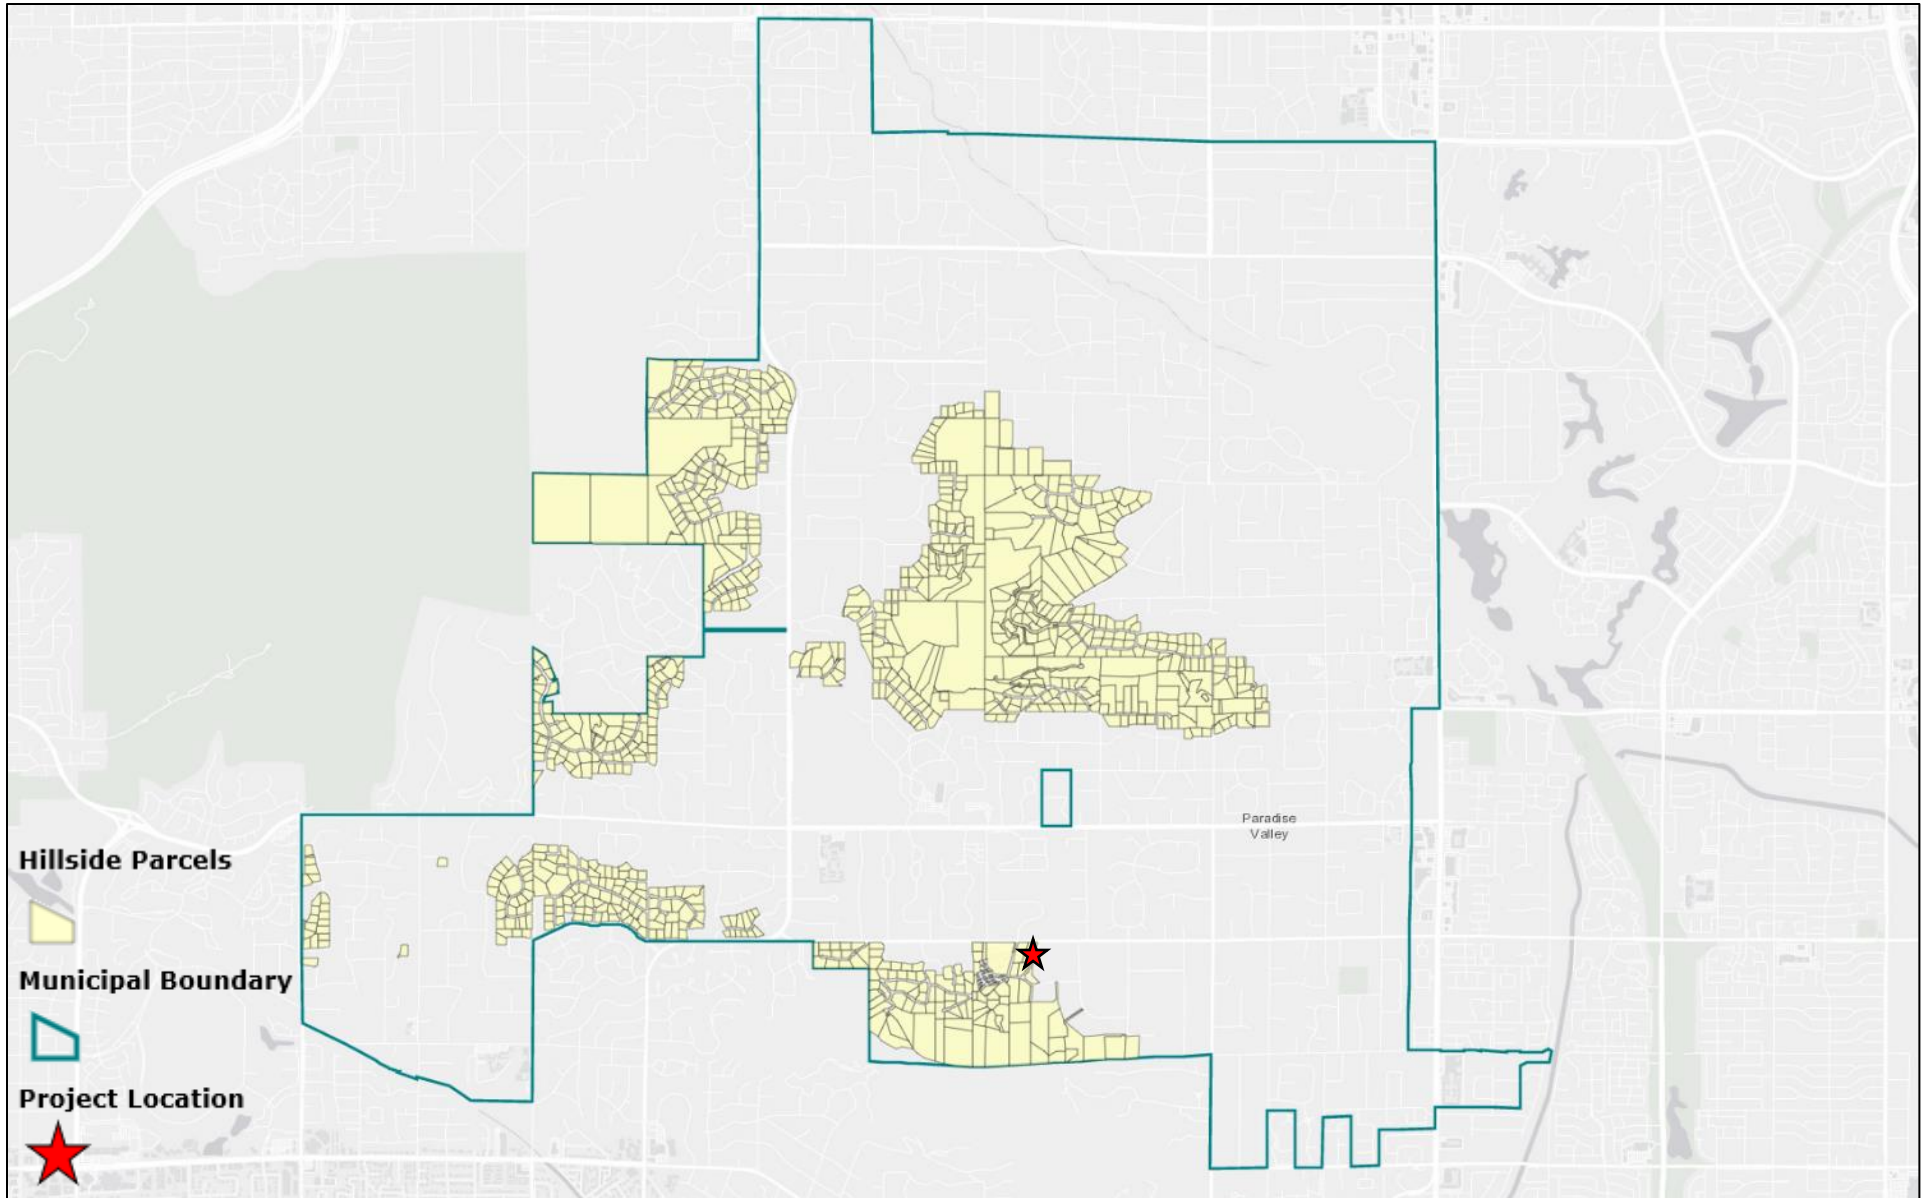 Paradise
Valley
Hillside Parcels
Municipal Boundary
Project Location